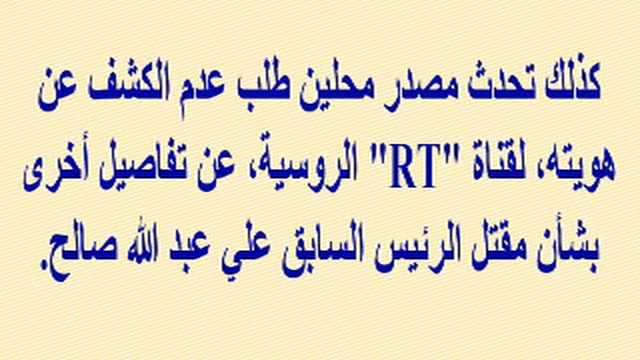 كذلك تحدث مصدر محلين طلب عدم الكشف عن
هويته، لقناة "RT" الروسية، عن تفاصيل أخرى
بشأن مقتل الرئيس السابق علي عبد الله صالح.